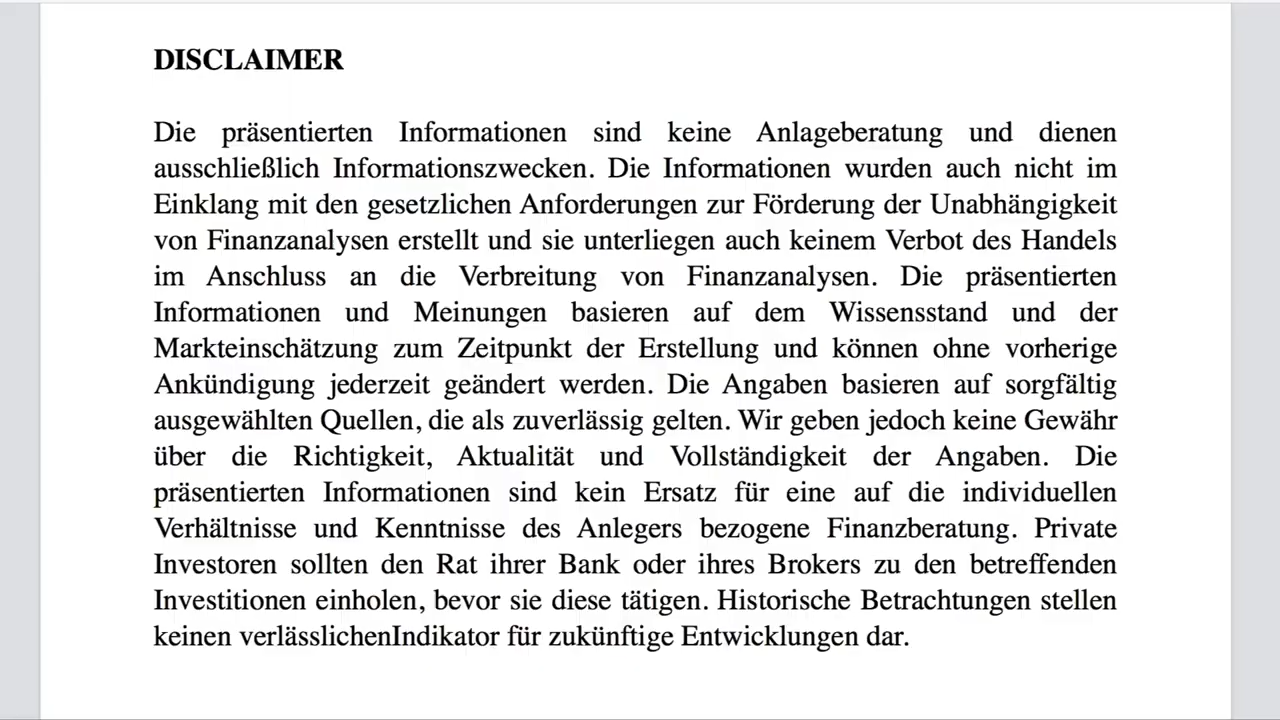 DISCLAIMER
Die präsentierten Informationen sind keine Anlageberatung und dienen
ausschließlich Informationszwecken. Die Informationen wurden auch nicht im
Einklang mit den gesetzlichen Anforderungen zur Förderung der Unabhängigkeit
von Finanzanalysen erstellt und sie unterliegen auch keinem Verbot des Handels
im Anschluss an die Verbreitung von Finanzanalysen. Die präsentierten
Informationen und Meinungen basieren auf dem Wissensstand und der
Markteinschätzung zum Zeitpunkt der Erstellung und können ohne vorherige
Ankündigung jederzeit geändert werden. Die Angaben basieren auf sorgfältig
ausgewählten Quellen, die als zuverlässig gelten. Wir geben jedoch keine Gewähr
über die Richtigkeit, Aktualität und Vollständigkeit der Angaben. Die
präsentierten Informationen sind kein Ersatz für eine auf die individuellen
Verhältnisse und Kenntnisse des Anlegers bezogene Finanzberatung. Private
Investoren sollten den Rat ihrer Bank oder ihres Brokers zu den betreffenden
Investitionen einholen, bevor sie diese tätigen. Historische Betrachtungen stellen
keinen verlässlichenIndikator für zukünftige Entwicklungen dar.